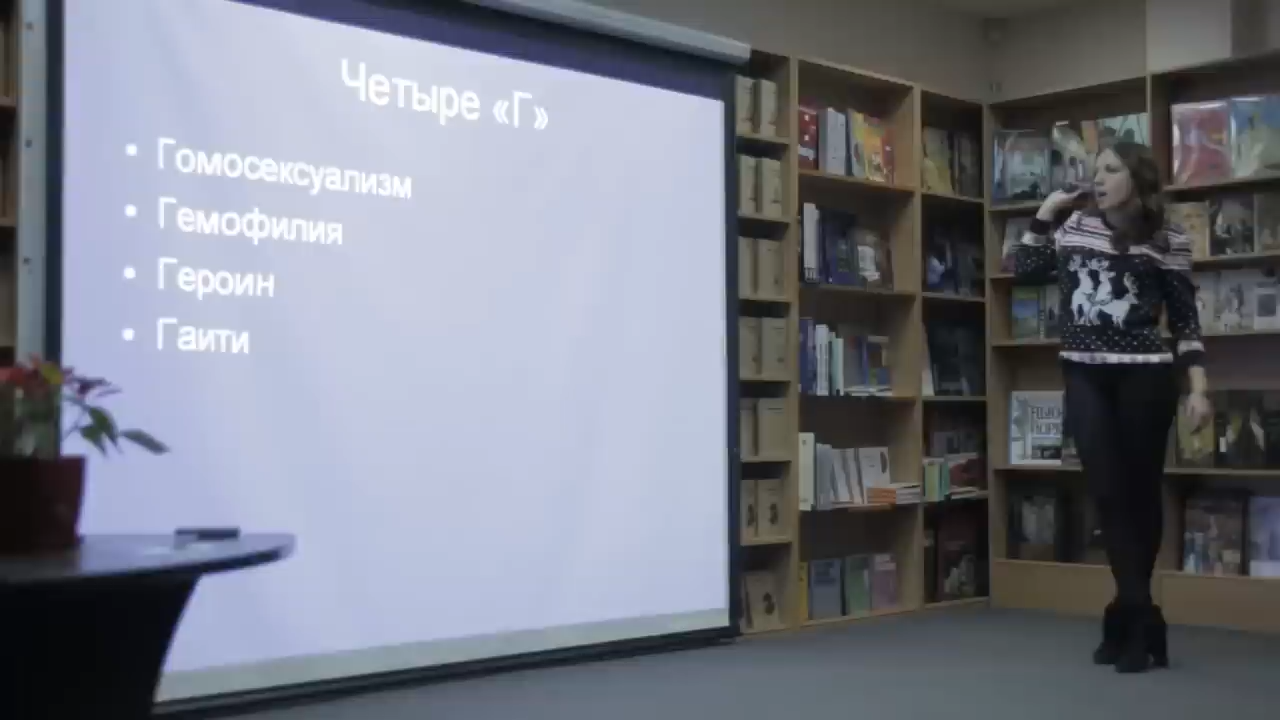 Четыре «Г»
• Гомосексуализм
• Гемофилия
• Героин
• Гаити